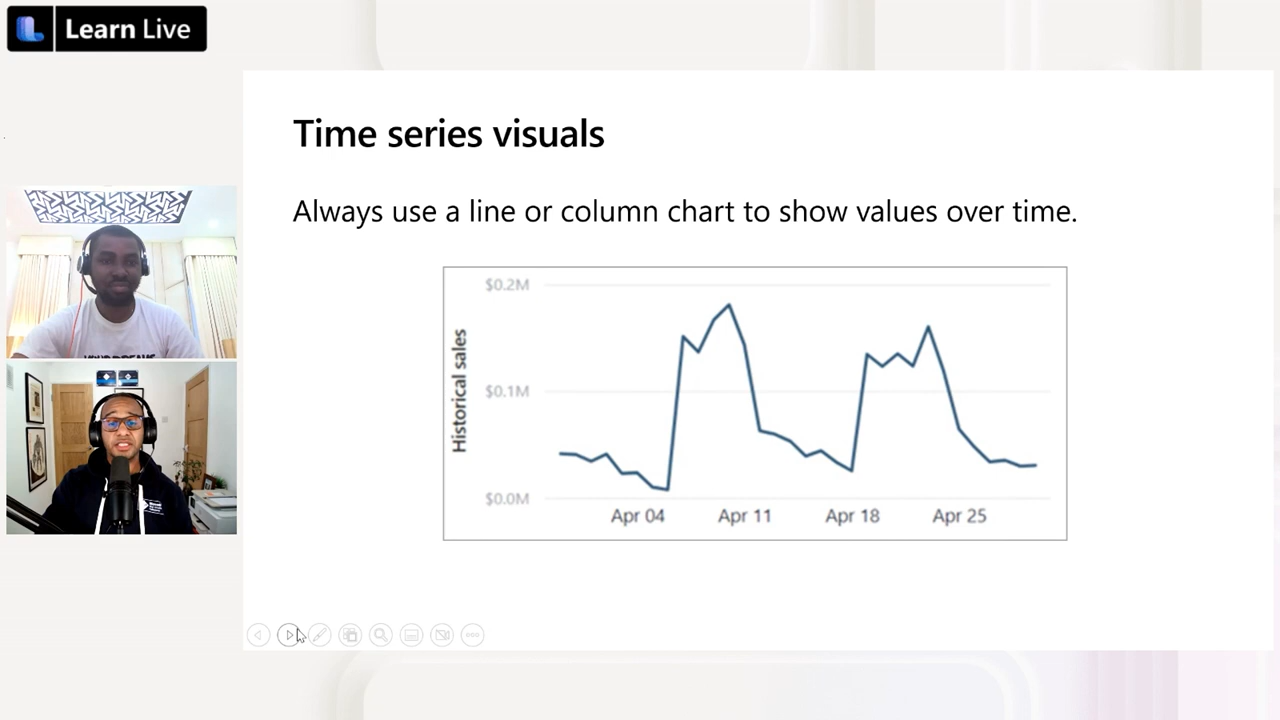 Learn Live
Time series visuals
Always use a line or column chart to show values over time.
$0.2M
Historical sales
$0.1M
$0.0M
Apr 04
Apr 11
Apr 18
Apr 25